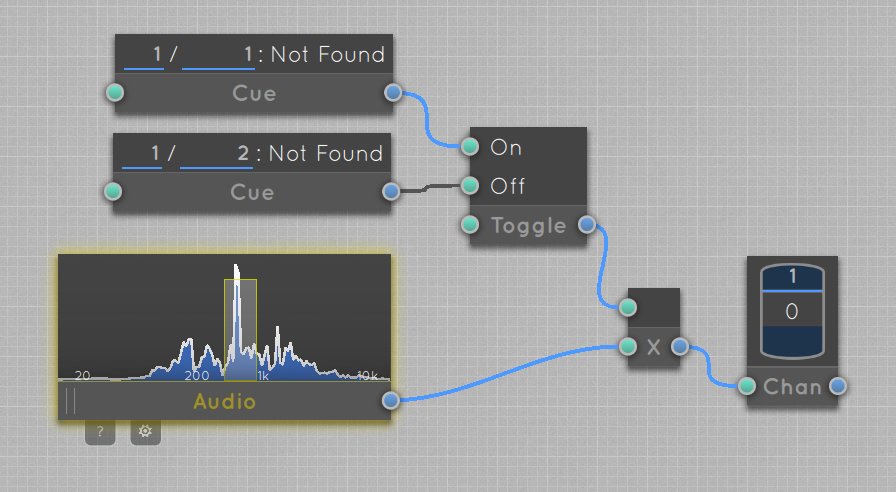 1 / 1 : Not Found
Cue
1 / 2 : Not Found
Cue
On
Off
Toggle
20 200 1k 10k
Audio
?
X
1
0
Chan